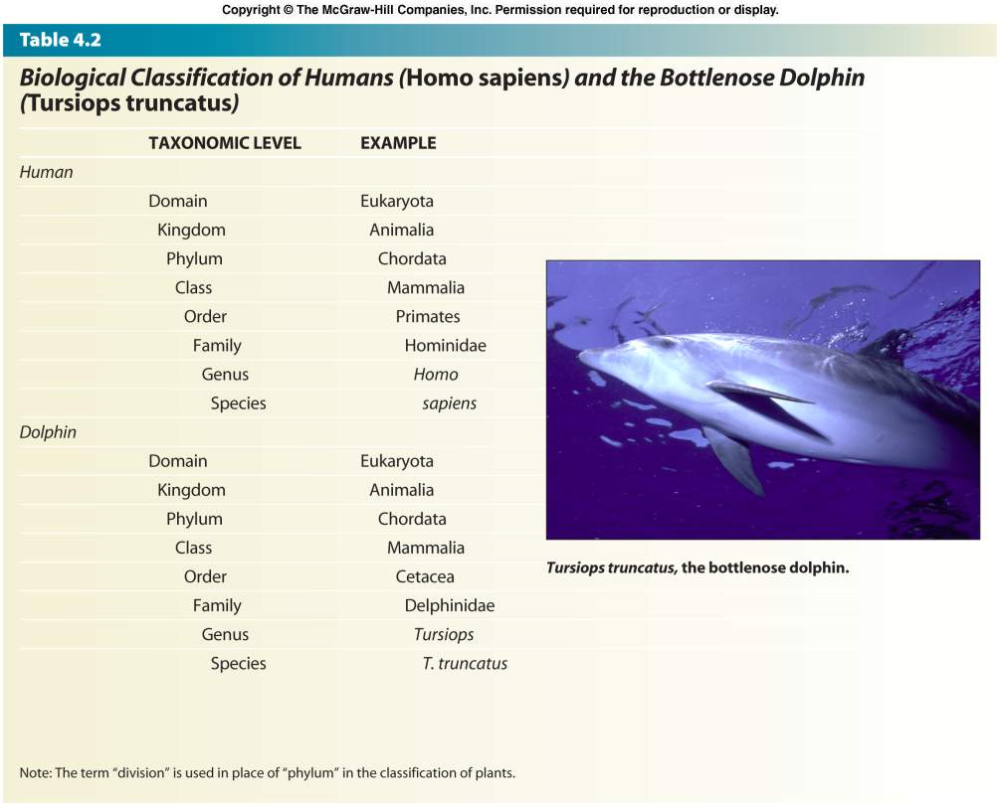 Copyright © The McGraw-Hill Companies, Inc. Permission required for reproduction or display.
Table 4.2
Biological Classification of Humans (Homo sapiens) and the Bottlenose Dolphin
(Tursiops truncatus)
TAXONOMIC LEVEL EXAMPLE
Human
Domain Eukaryota
Kingdom Animalia
Phylum Chordata
Class Mammalia
Order Primates
Family Hominidae
Genus Homo
Species sapiens
Dolphin
Domain Eukaryota
Kingdom Animalia
Phylum Chordata
Class Mammalia
Order Cetacea
Family Delphinidae
Genus Tursiops
Species T. truncatus
Tursiops truncatus, the bottlenose dolphin.
Note: The term “division” is used in place of “phylum” in the classification of plants.